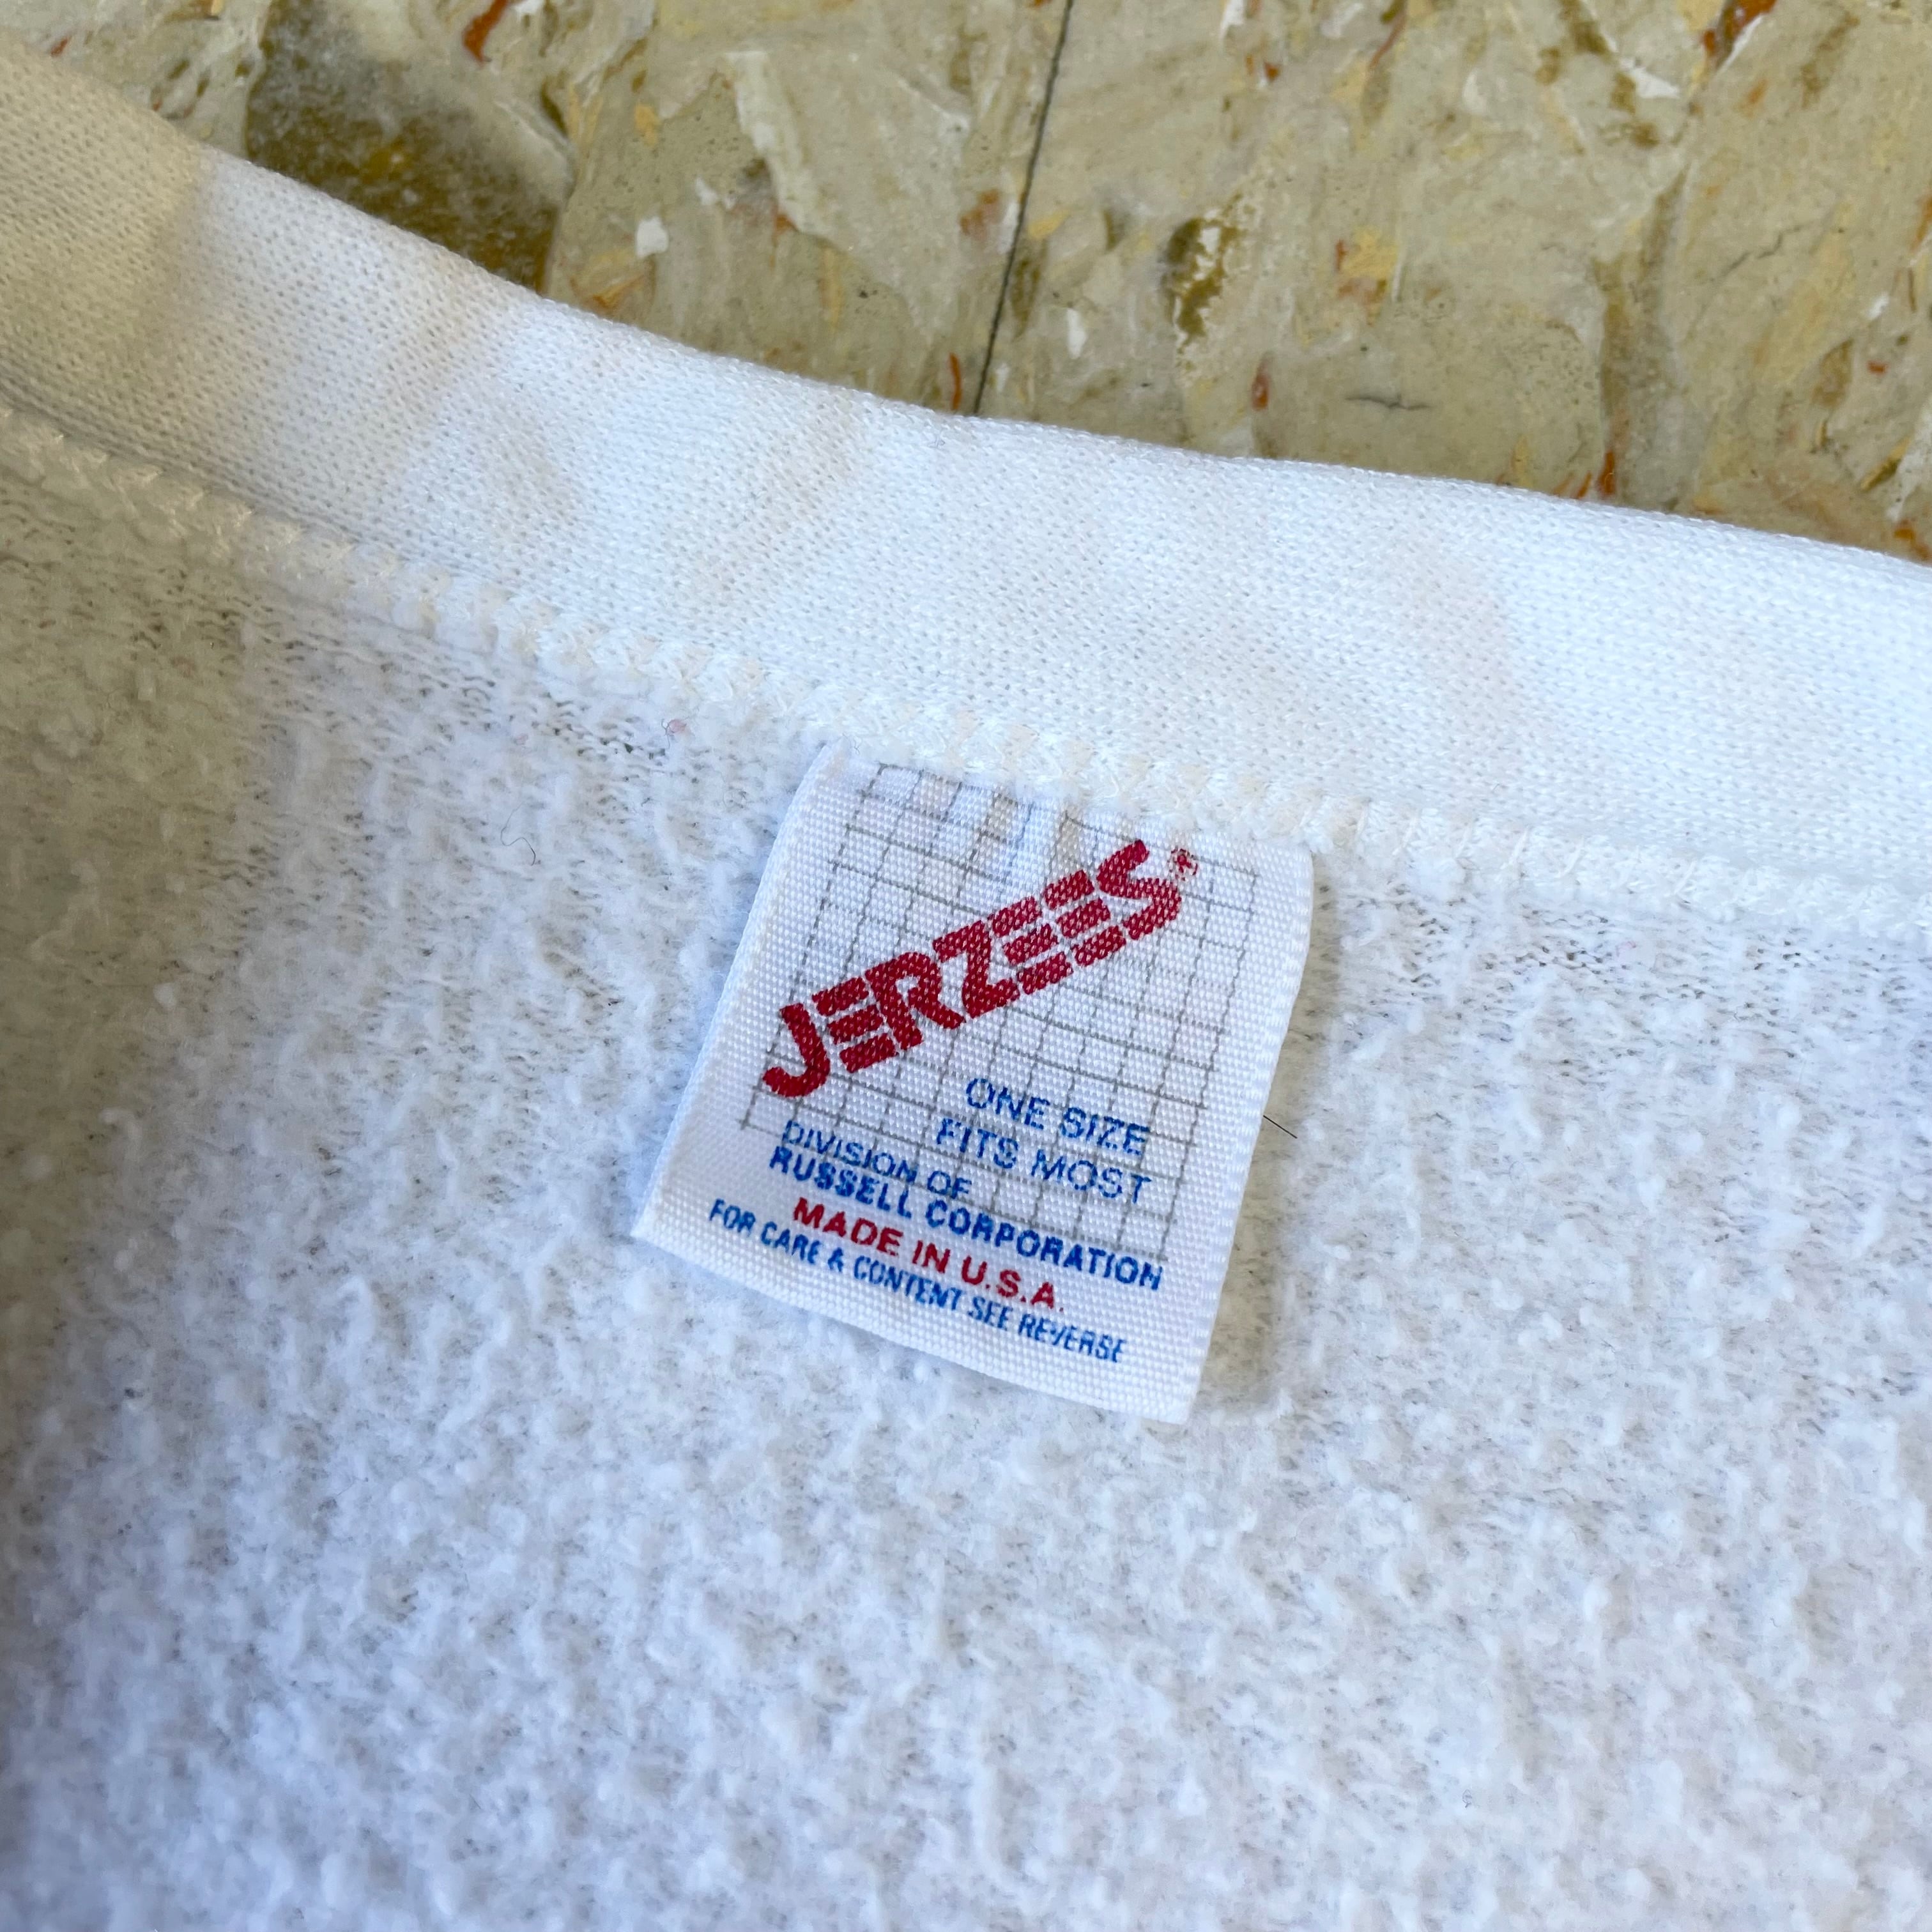 JERZEES®
ONE SIZE
FITS MOST
DIVISION OF
RUSSELL CORPORATION
MADE IN U.S.A.
FOR CARE & CONTENT SEE REVERSE